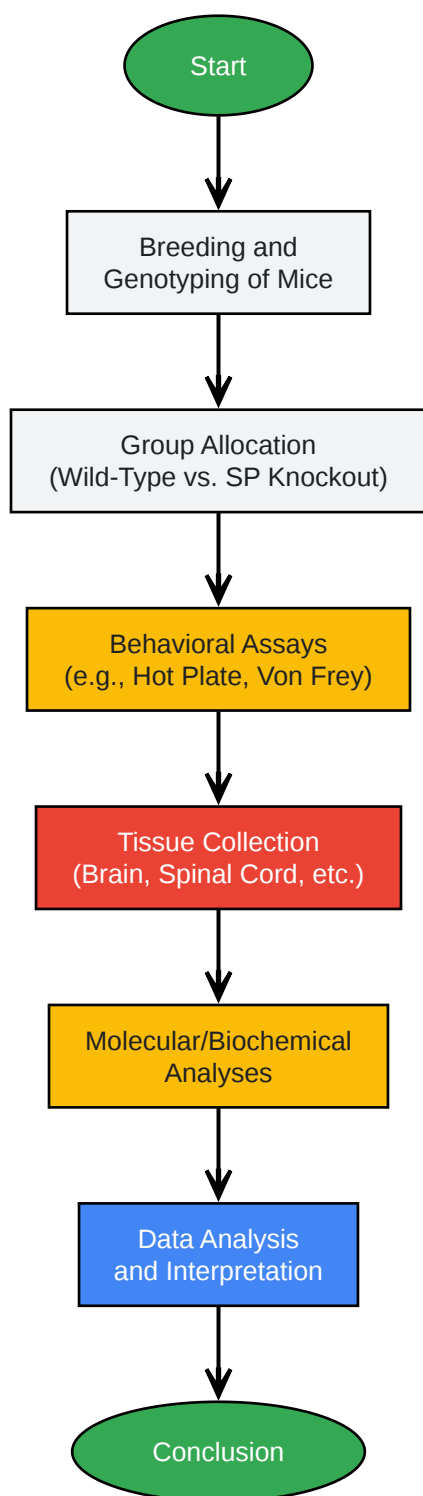 Start
Breeding and
Genotyping of Mice
Group Allocation
(Wild-Type vs. SP Knockout)
Behavioral Assays
(e.g., Hot Plate, Von Frey)
Tissue Collection
(Brain, Spinal Cord, etc.)
Molecular/Biochemical
Analyses
Data Analysis
and Interpretation
Conclusion